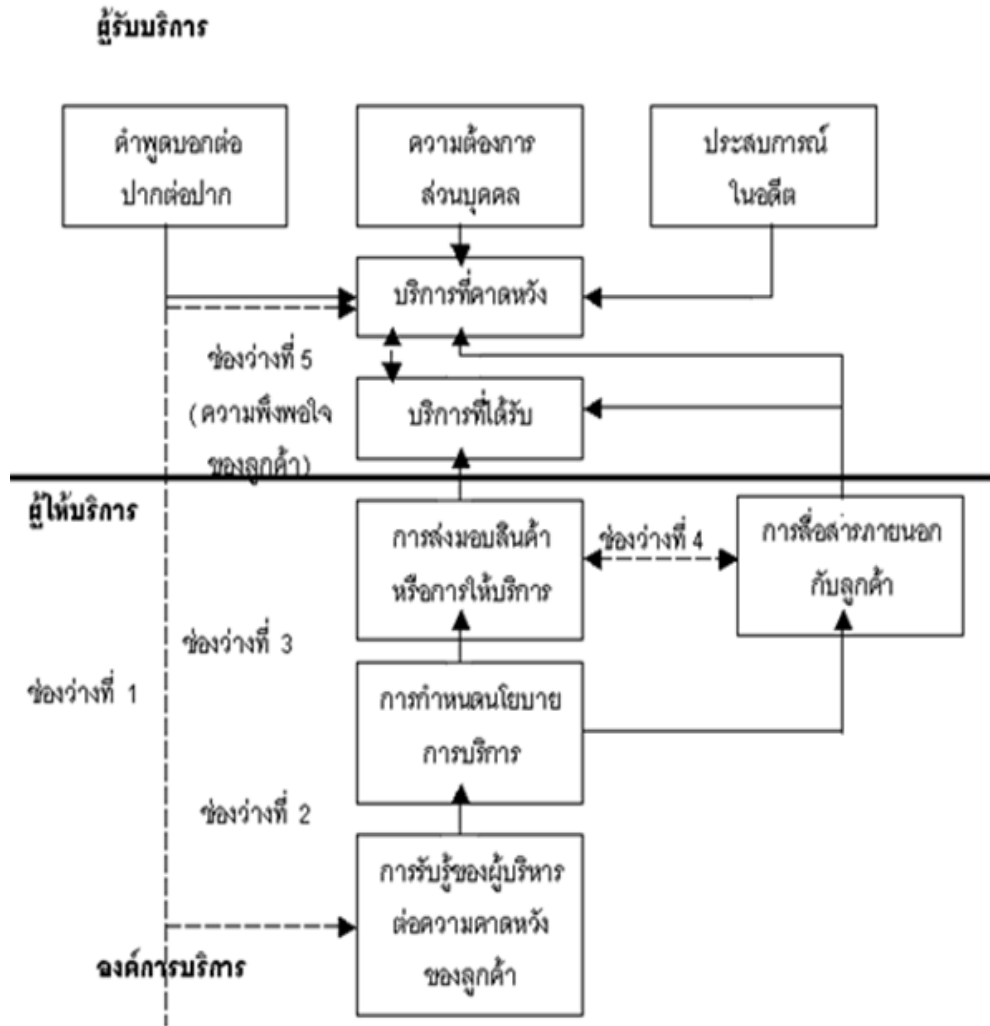 ผู้รับบริการ
คำพูดบอกต่อ
ปากต่อปาก
ความต้องการ
ส่วนบุคคล
ประสบการณ์
ในอดีต
บริการที่คาดหวัง
ช่องว่างที่ 5
(ความพึงพอใจ
ของลูกค้า)
บริการที่ได้รับ
ผู้ให้บริการ
การส่งมอบสินค้า
หรือการให้บริการ
ช่องว่างที่ 4
การสื่อสารภายนอก
กับลูกค้า
ช่องว่างที่ 3
ช่องว่างที่ 1
การกำหนดนโยบาย
การบริการ
ช่องว่างที่ 2
การรับรู้ของผู้บริหาร
ต่อความคาดหวัง
ของลูกค้า
องค์การบริการ